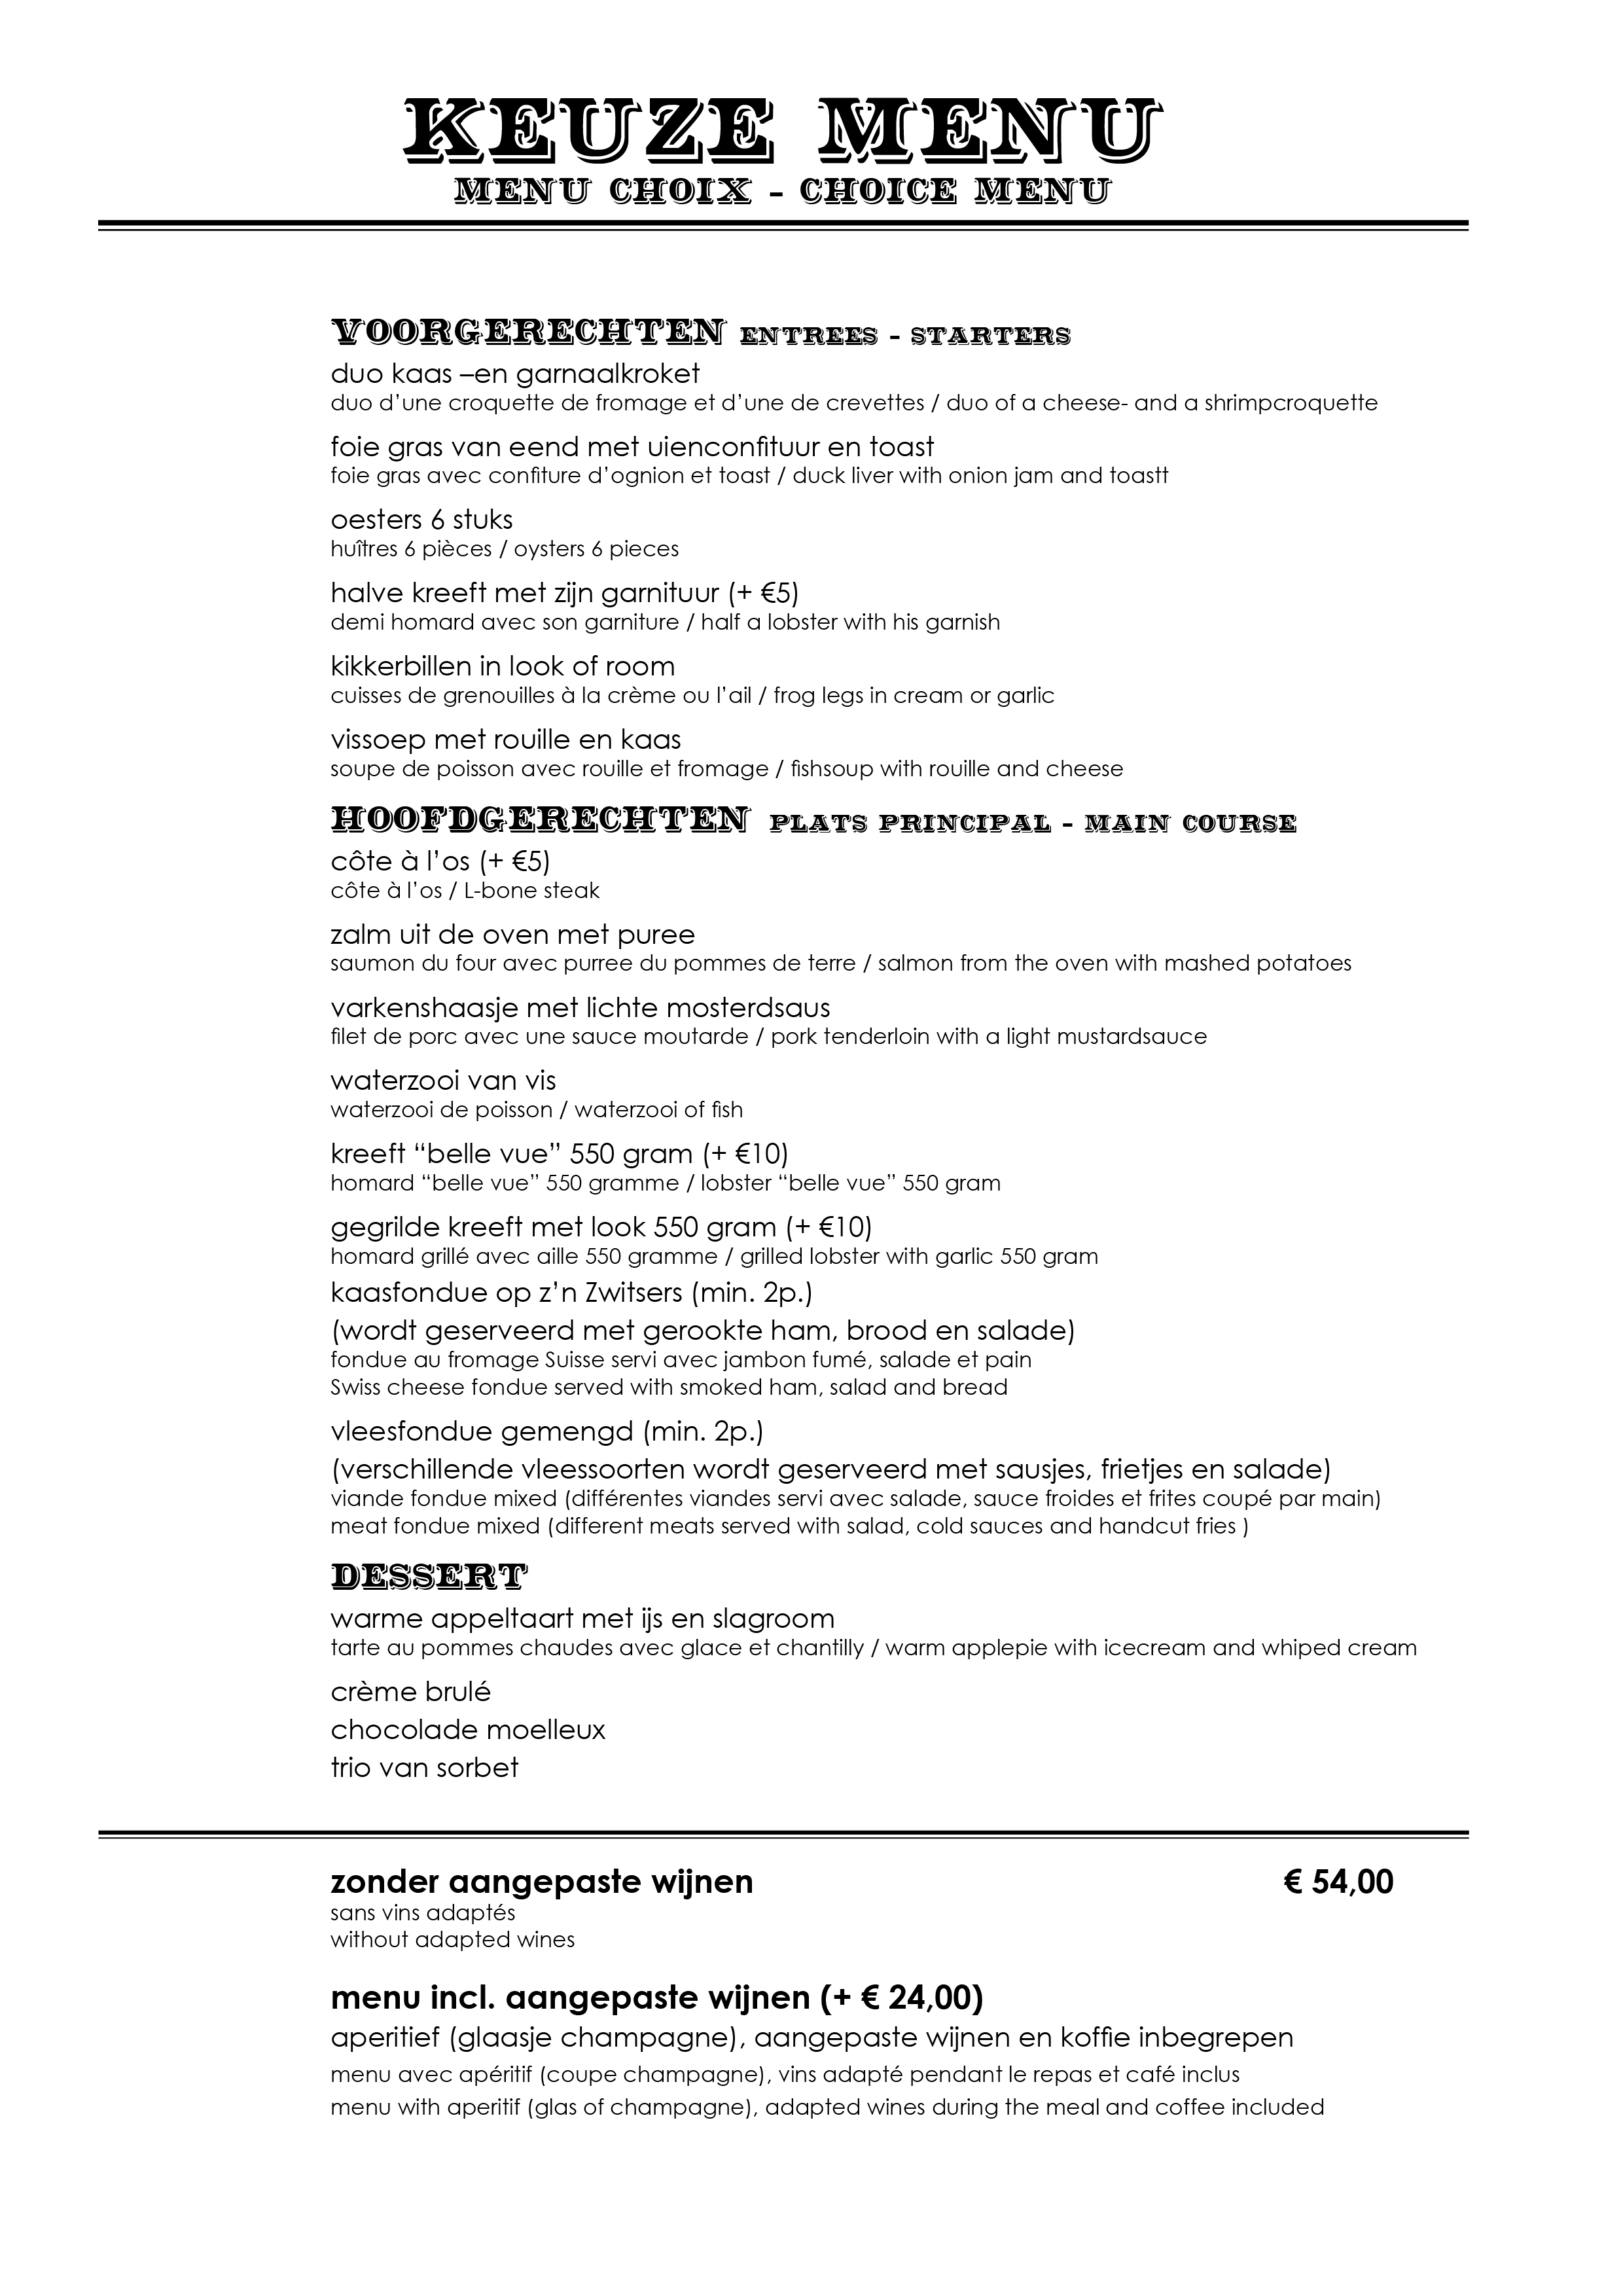 KEUZE MENU
MENU CHOIX - CHOICE MENU
VOORGERECHTEN ENTREES - STARTERS
duo kaas –en garnaalkroket
duo d’une croquette de fromage et d’une de crevettes / duo of a cheese- and a shrimpcroquette
foie gras van eend met uienconfituur en toast
foie gras avec confiture d’ognion et toast / duck liver with onion jam and toastt
oesters 6 stuks
huîtres 6 pièces / oysters 6 pieces
halve kreeft met zijn garnituur (+ €5)
demi homard avec son garniture / half a lobster with his garnish
kikkerbillen in look of room
cuisses de grenouilles à la crème ou l’ail / frog legs in cream or garlic
vissoep met rouille en kaas
soupe de poisson avec rouille et fromage / fishsoup with rouille and cheese
HOOFDGERECHTEN PLATS PRINCIPAL - MAIN COURSE
côte à l’os (+ €5)
côte à l’os / L-bone steak
zalm uit de oven met puree
saumon du four avec purree du pommes de terre / salmon from the oven with mashed potatoes
varkenshaasje met lichte mosterdsaus
filet de porc avec une sauce moutarde / pork tenderloin with a light mustardsauce
waterzooi van vis
waterzooi de poisson / waterzooi of fish
kreeft “belle vue” 550 gram (+ €10)
homard “belle vue” 550 gramme / lobster “belle vue” 550 gram
gegrilde kreeft met look 550 gram (+ €10)
homard grillé avec aille 550 gramme / grilled lobster with garlic 550 gram
kaasfondue op z’n Zwitsers (min. 2p.)
(wordt geserveerd met gerookte ham, brood en salade)
fondue au fromage Suisse servi avec jambon fumé, salade et pain
Swiss cheese fondue served with smoked ham, salad and bread
vleesfondue gemengd (min. 2p.)
(verschillende vleessoorten wordt geserveerd met sausjes, frietjes en salade)
viande fondue mixed (différentes viandes servi avec salade, sauce froides et frites coupé par main)
meat fondue mixed (different meats served with salad, cold sauces and handcut fries )
DESSERT
warme appeltaart met ijs en slagroom
tarte au pommes chaudes avec glace et chantilly / warm applepie with icecream and whiped cream
crème brulé
chocolade moelleux
trio van sorbet
zonder aangepaste wijnen € 54,00
sans vins adaptés
without adapted wines
menu incl. aangepaste wijnen (+ € 24,00)
aperitief (glaasje champagne), aangepaste wijnen en koffie inbegrepen
menu avec apéritif (coupe champagne), vins adapté pendant le repas et café inclus
menu with aperitif (glas of champagne), adapted wines during the meal and coffee included